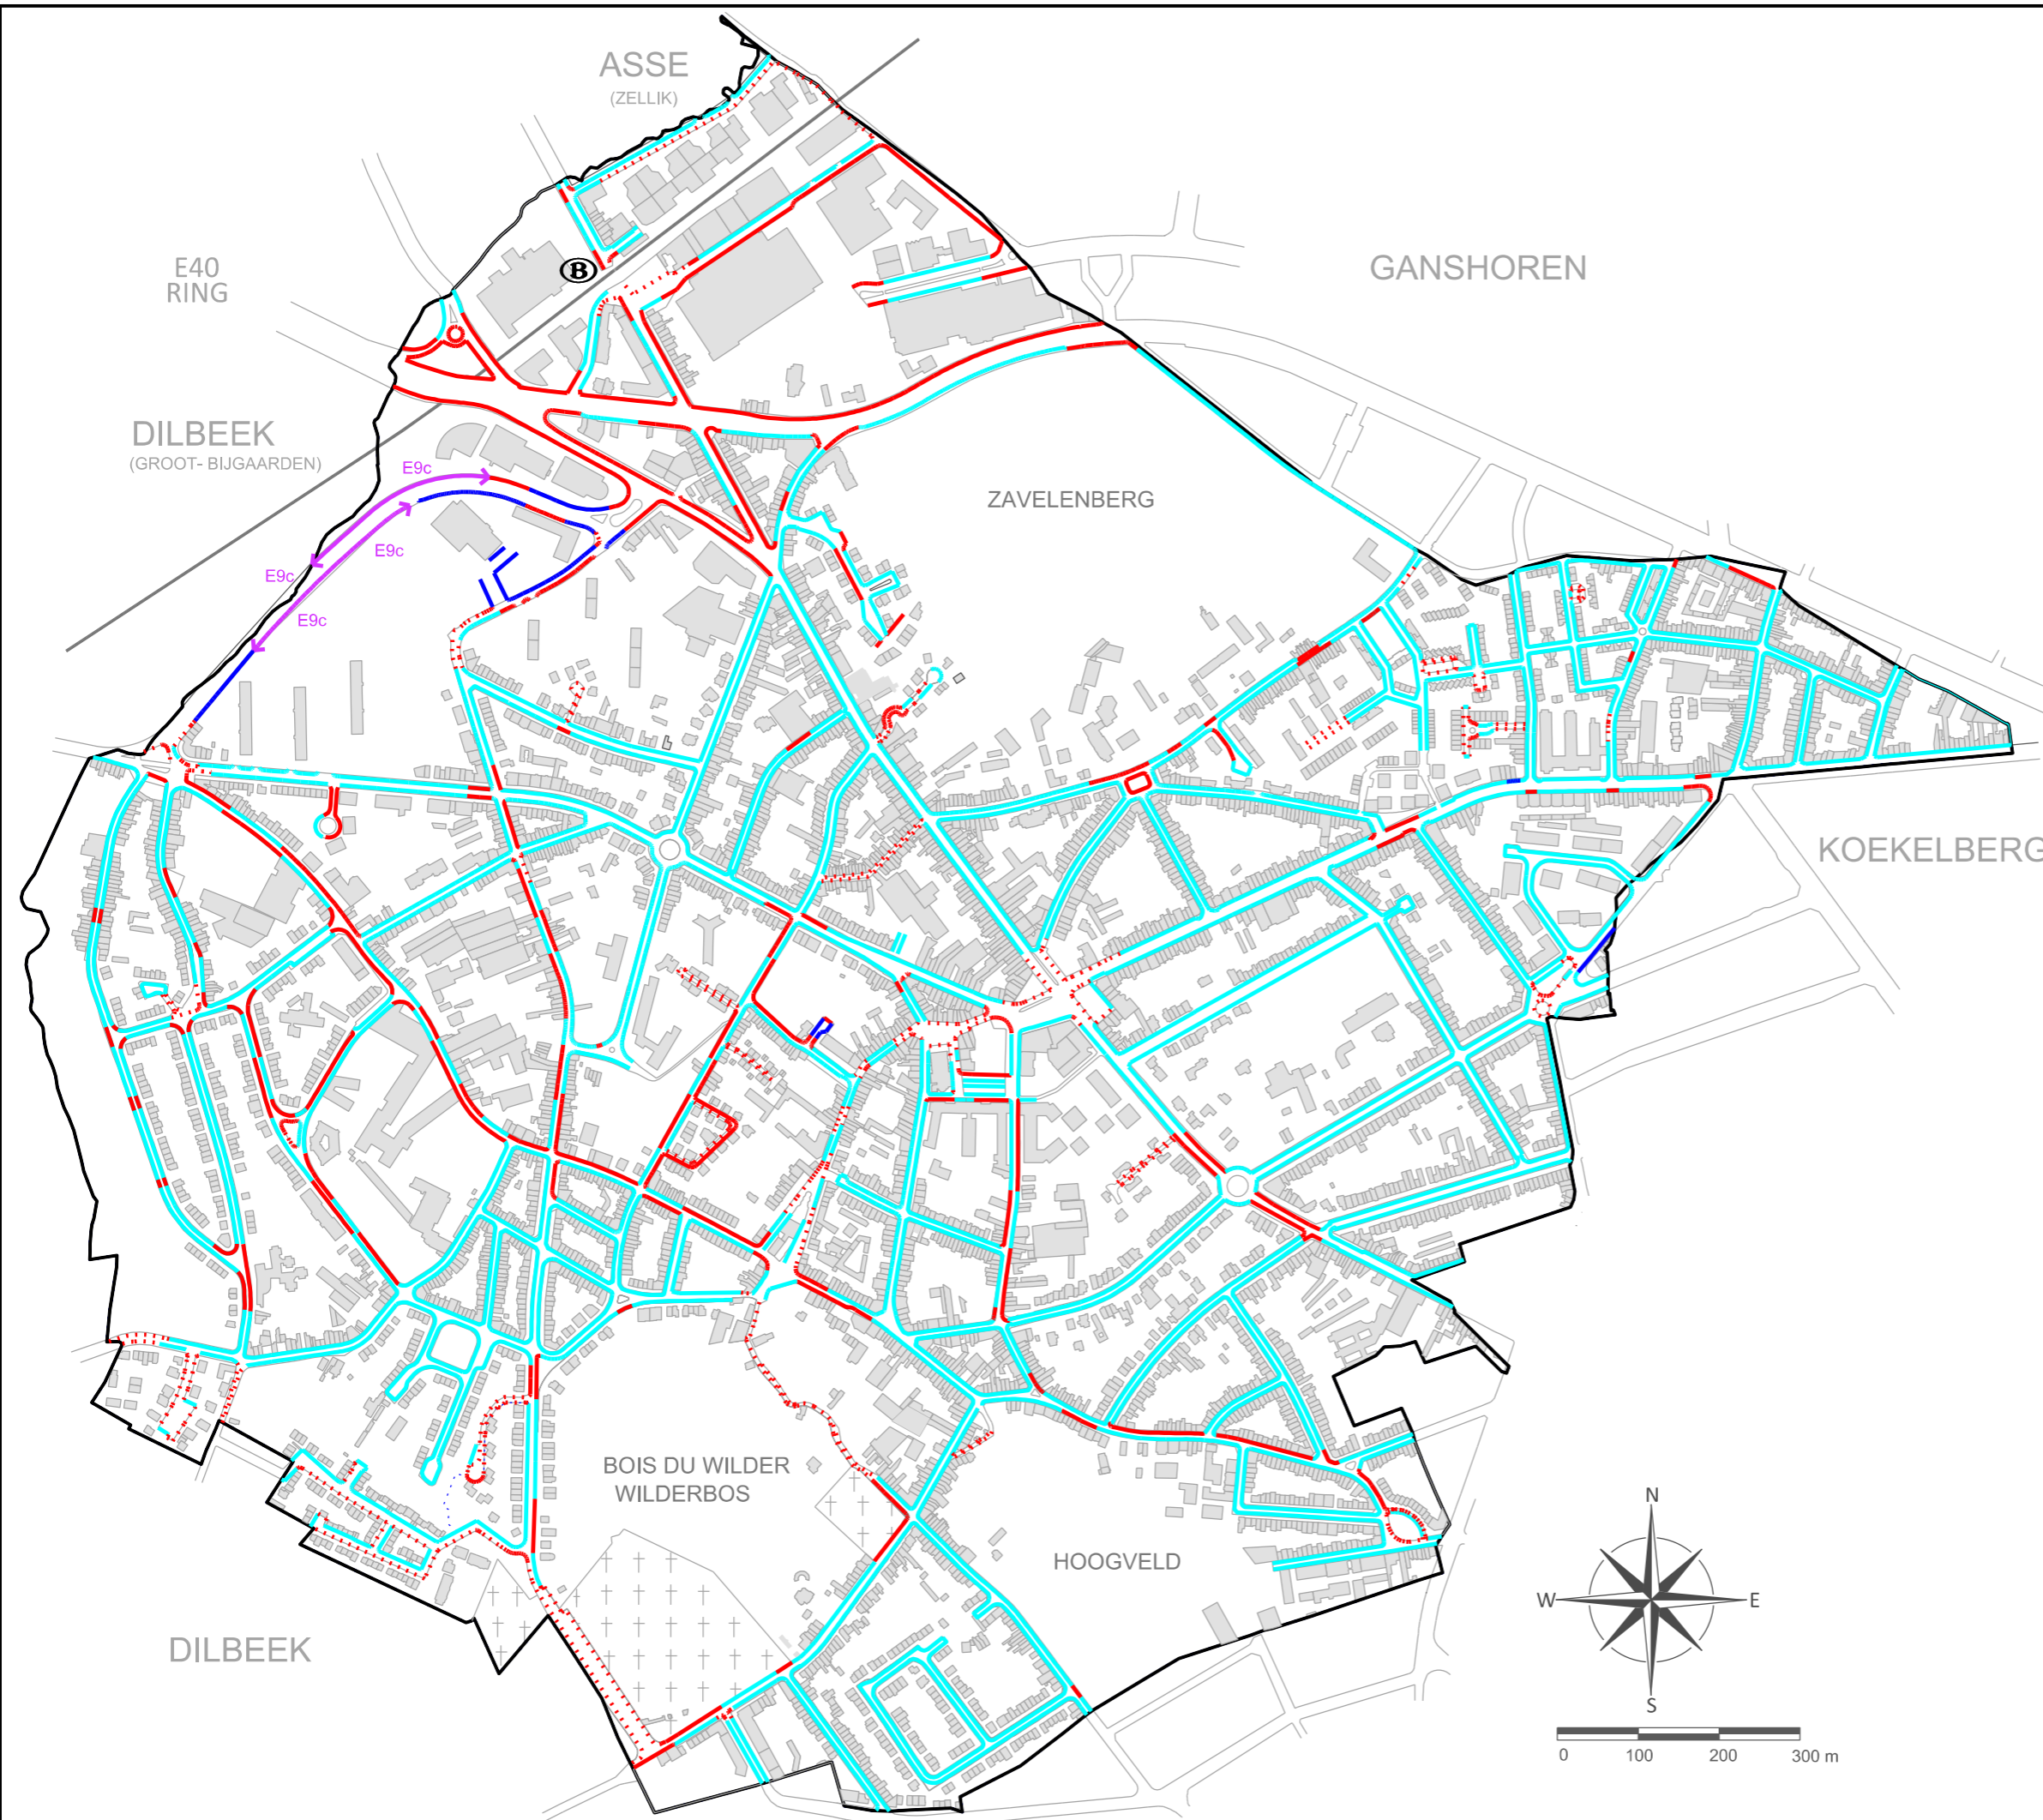 ASSE
(ZELLIK)
E40
RING
B
GANSHOREN
DILBEEK
(GROOT- BIJGAARDEN)
E9c
E9c
E9c
E9c
ZAVELENBERG
KOEKELBERG
BOIS DU WILDER
WILDERBOS
HOOGVELD
DILBEEK
N
W
E
S
0 100 200 300 m